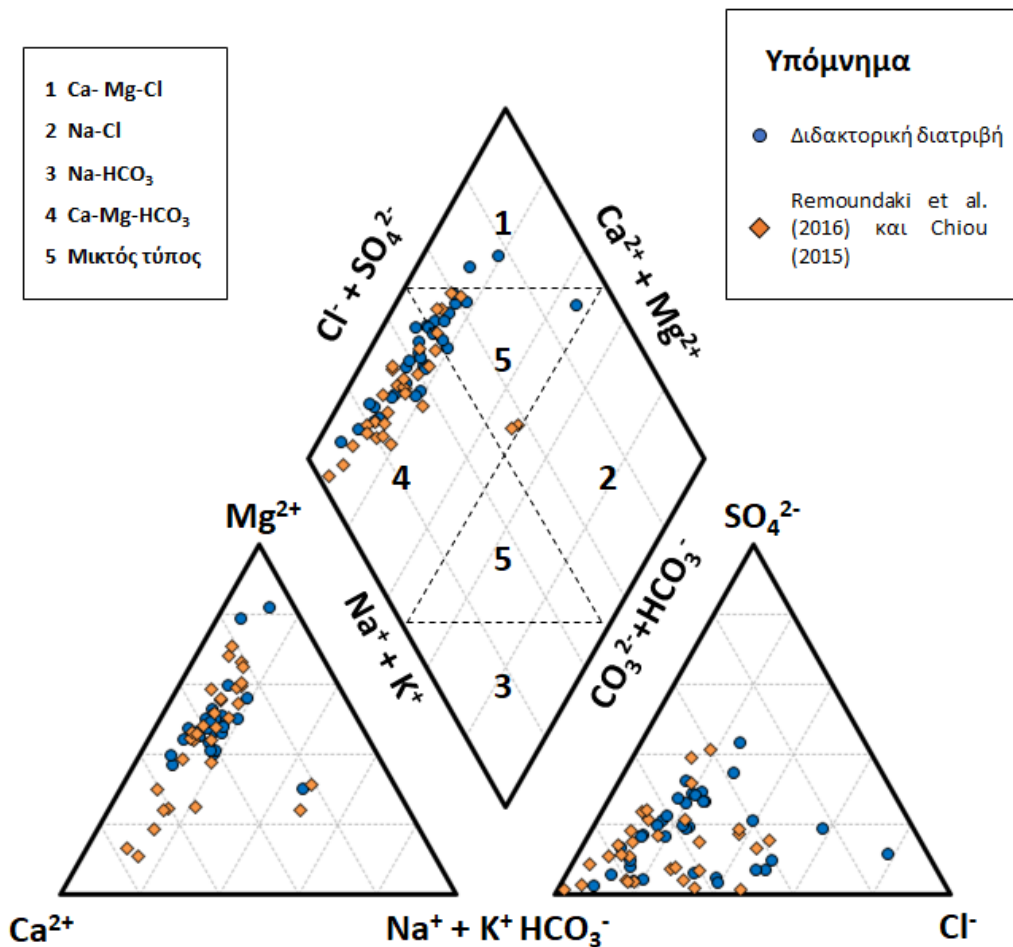 1 Ca- Mg-Cl
2 Na-Cl
3 Na-HCO₃
4 Ca-Mg-HCO₃
5 Μικτός τύπος
Υπόμνημα
Διδακτορική διατριβή
Remoundaki et al.
(2016) και Chiou
(2015)
Cl⁻ + SO₄²⁻
Ca²⁺ + Mg²⁺
1
5
4
2
5
3
Mg²⁺
SO₄²⁻
Na⁺ + K⁺
CO₃²⁻+HCO₃⁻
Ca²⁺
Na⁺ + K⁺
HCO₃⁻
Cl⁻